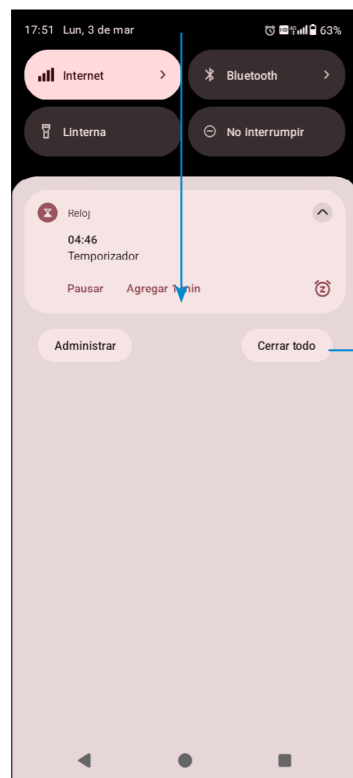 17:51 Lun, 3 de mar 63%
Internet Bluetooth
Linterna No interrumpir
Reloj
04:46
Temporizador
Pausar Agregar 1 min
Administrar Cerrar todo